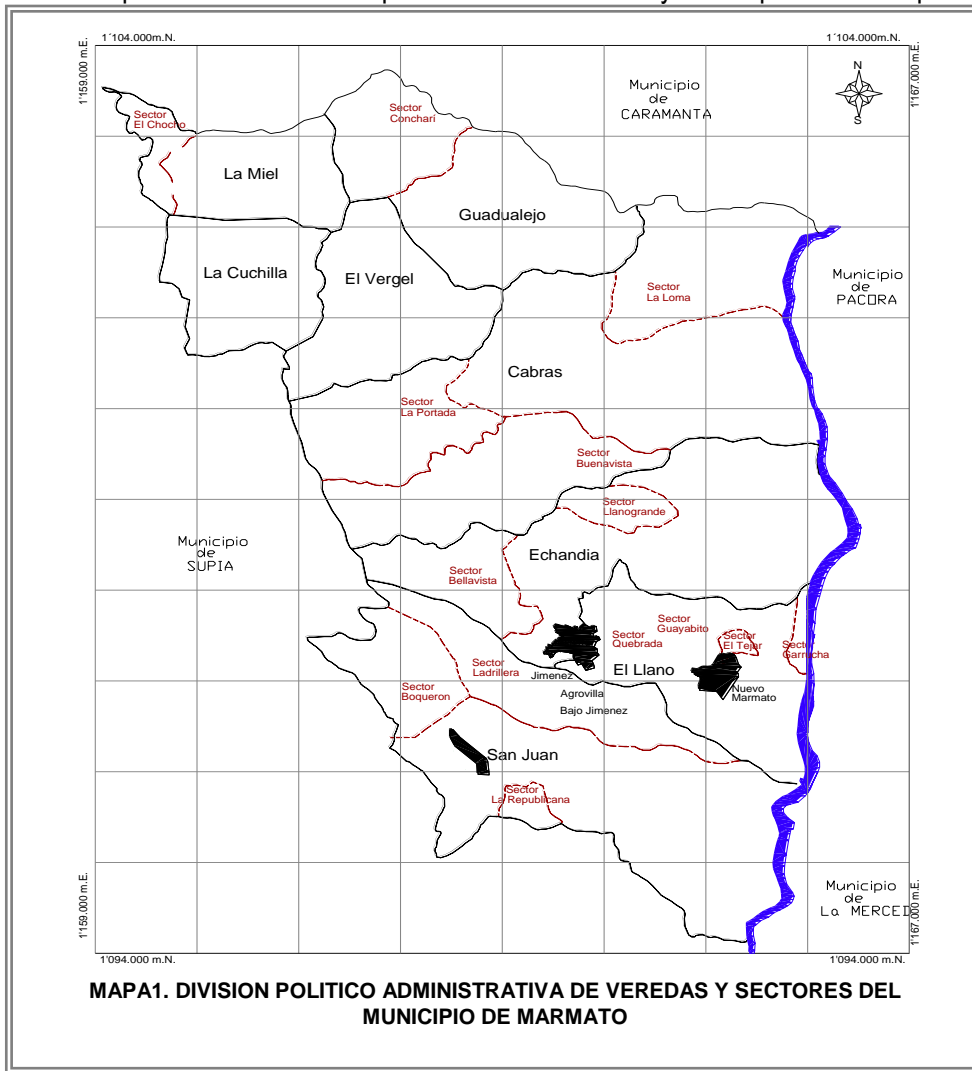 1´104.000m.N.
1´104.000m.N.
1'159.000 m.E.
1'167.000 m.E.
N
S
Municipio
de
CARAMANTA
Sector
El Chocho
Sector
Conchari
La Miel
Guadualejo
La Cuchilla
El Vergel
Municipio
de
PACORA
Sector
La Loma
Cabras
Sector
La Portada
Sector
Buenavista
Sector
Llanogrande
Municipio
de
SUPIA
Echandia
Sector
Bellavista
Sector
Guayabito
Sector
Quebrada
Sector
El Tejar
Sector
Garrucha
Sector
Ladrillera
El Llano
Jimenez
Agrovilla
Bajo Jimenez
Nuevo
Marmato
Sector
Boqueron
San Juan
Sector
La Republicana
Municipio
de
La MERCED
1'159.000 m.E.
1'167.000 m.E.
1'094.000 m.N.
1'094.000 m.N.
MAPA1. DIVISION POLITICO ADMINISTRATIVA DE VEREDAS Y SECTORES DEL
MUNICIPIO DE MARMATO